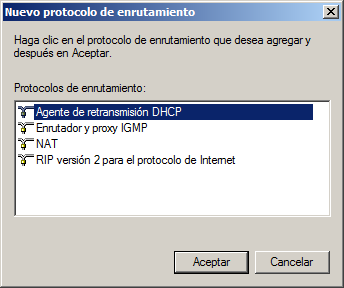 Nuevo protocolo de enrutamiento
Haga clic en el protocolo de enrutamiento que desea agregar y
después en Aceptar.
Protocolos de enrutamiento:
Agente de retransmisión DHCP
Enrutador y proxy IGMP
NAT
RIP versión 2 para el protocolo de Internet
Aceptar
Cancelar